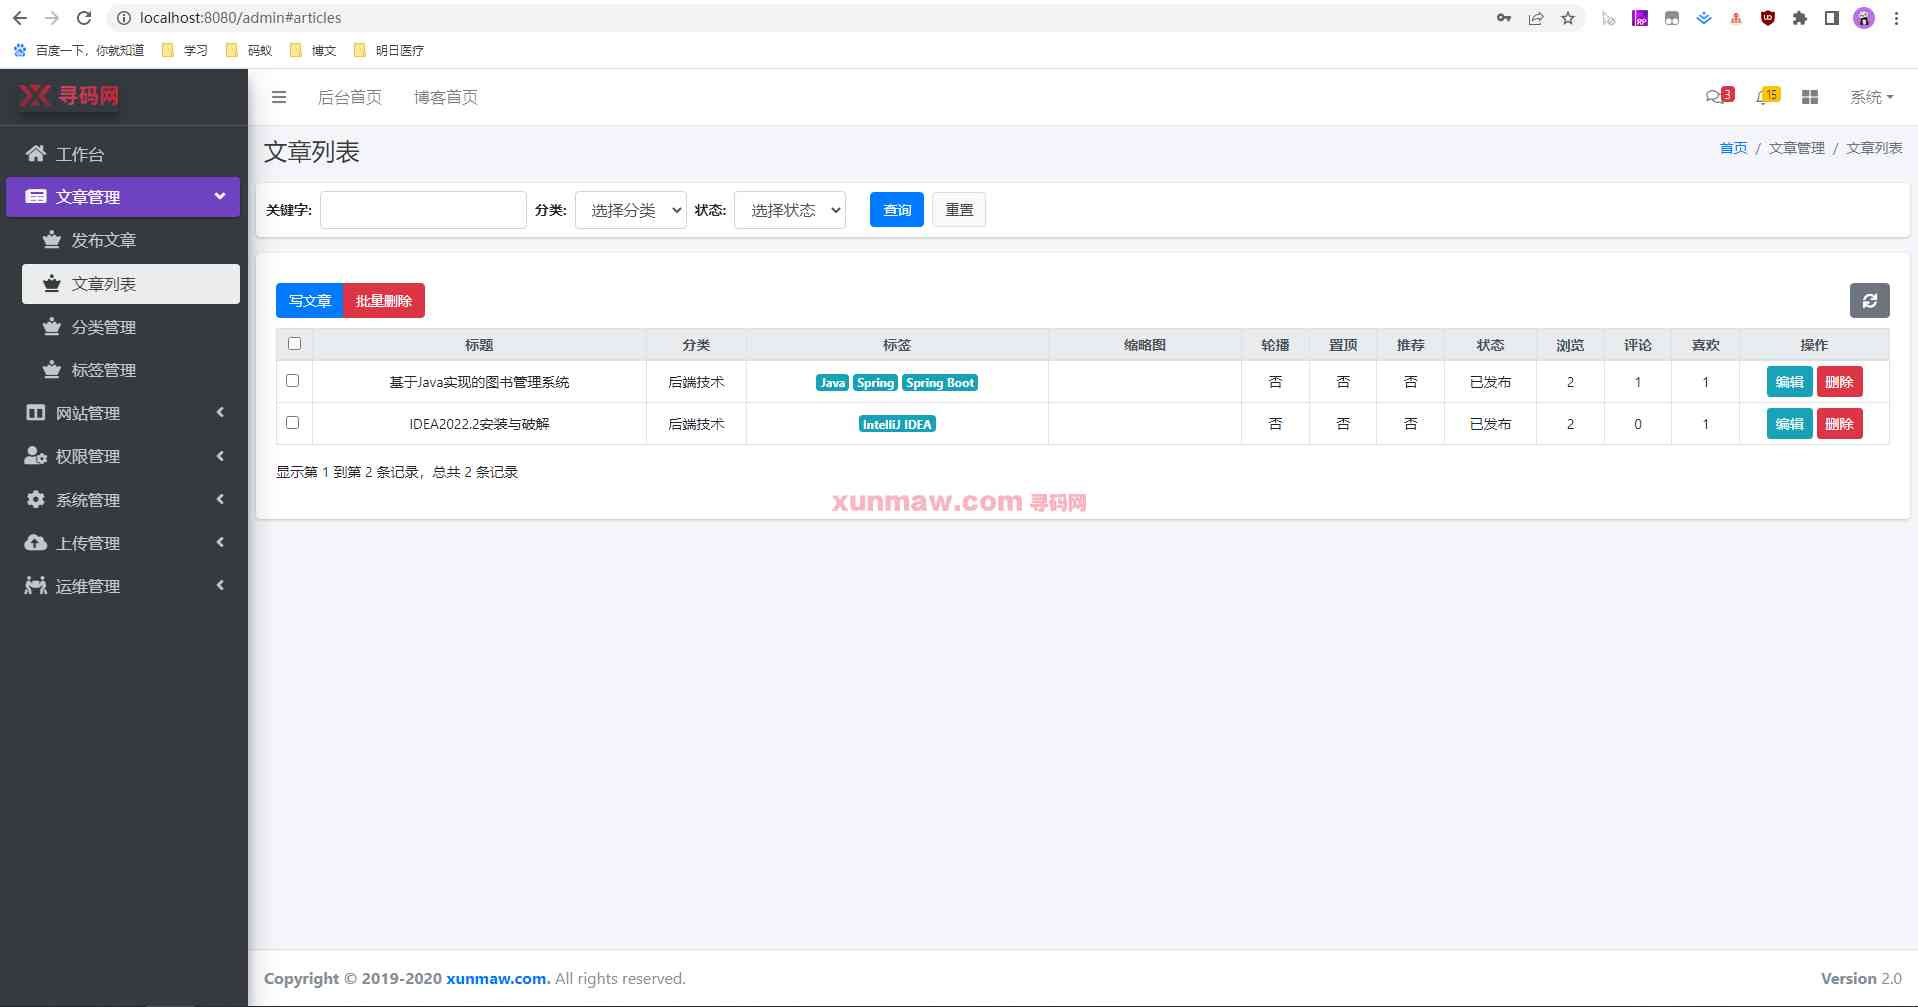 localhost:8080/admin#articles
百度一下，你就知道 学习 码蚁 博文 明日医疗
寻码网
后台首页 博客首页 3 15 系统
工作台
文章管理
发布文章
文章列表
分类管理
标签管理
网站管理
权限管理
系统管理
上传管理
运维管理
文章列表 首页 / 文章管理 / 文章列表
关键字: 分类: 选择分类 状态: 选择状态 查询 重置
写文章 批量删除
标题 分类 标签 缩略图 轮播 置顶 推荐 状态 浏览 评论 喜欢 操作
基于Java实现的图书管理系统 后端技术 Java Spring Spring Boot 否 否 否 已发布 2 1 1 编辑 删除
IDEA2022.2安装与破解 后端技术 IntelliJ IDEA 否 否 否 已发布 2 0 1 编辑 删除
显示第 1 到第 2 条记录，总共 2 条记录
xunmaw.com 寻码网
Copyright © 2019-2020 xunmaw.com. All rights reserved. Version 2.0